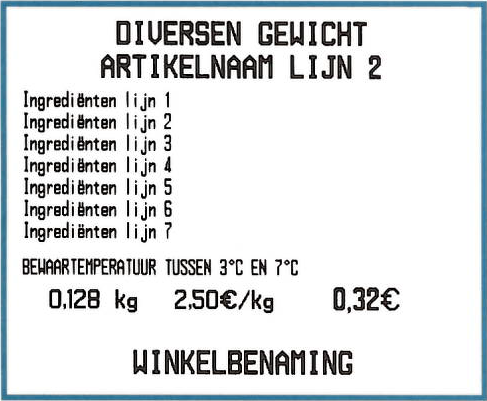 DIVERSEN GEWICHT
ARTIKELNAAM LIJN 2
Ingrediënten lijn 1
Ingrediënten lijn 2
Ingrediënten lijn 3
Ingrediënten lijn 4
Ingrediënten lijn 5
Ingrediënten lijn 6
Ingrediënten lijn 7
BEWAARTEMPERATUUR TUSSEN 3°C EN 7°C
0,128 kg 2,50€/kg 0,32€
WINKELBENAMING